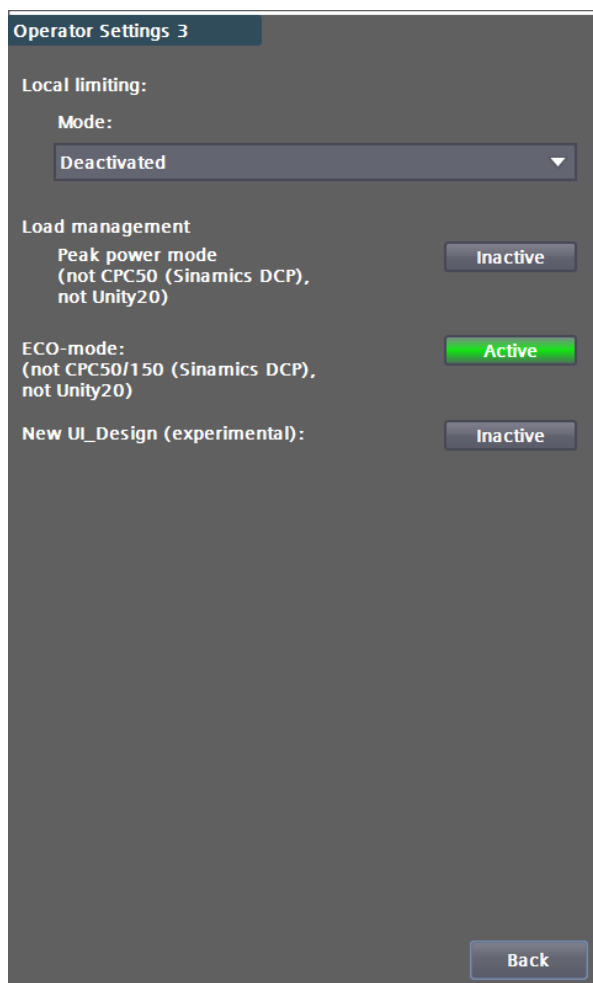 Operator Settings 3
Local limiting:
Mode:
Deactivated
Load management
Peak power mode
(not CPC50 (Sinamics DCP),
not Unity20)
Inactive
ECO-mode:
(not CPC50/150 (Sinamics DCP),
not Unity20)
Active
New UI_Design (experimental):
Inactive
Back